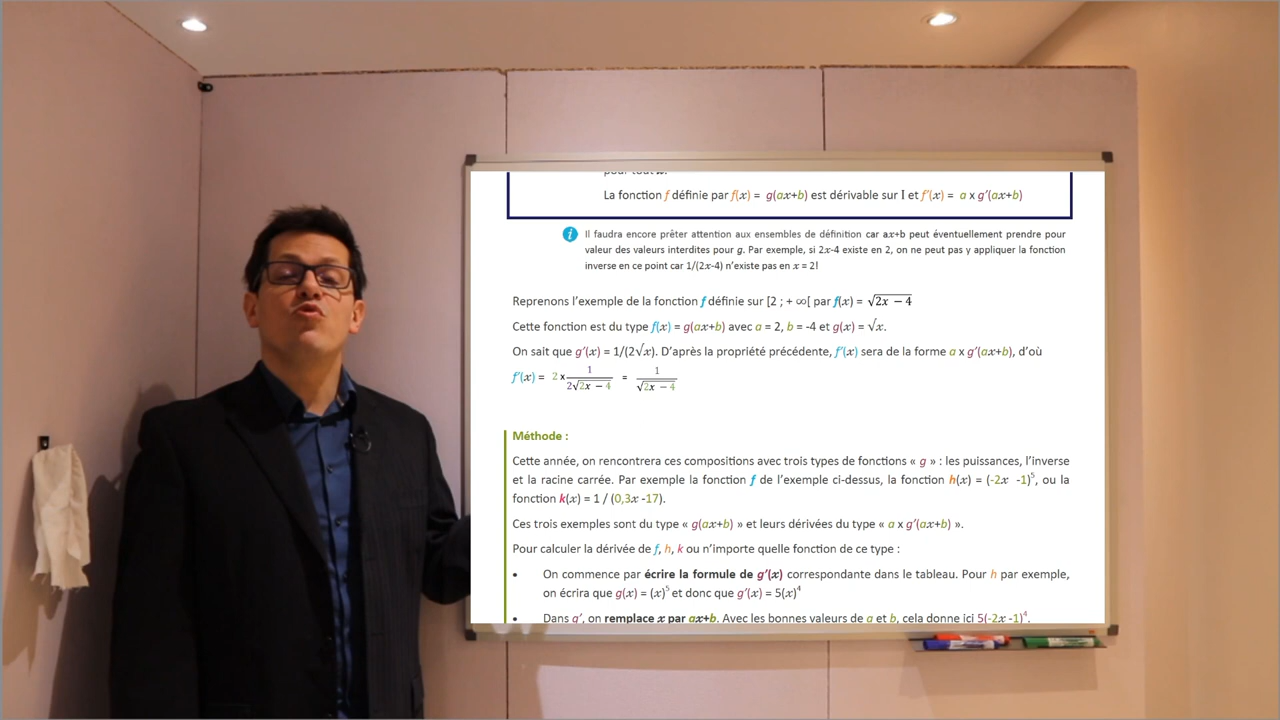 La fonction f définie par f(x) = g(ax+b) est dérivable sur I et f'(x) = a x g'(ax+b)
i Il faudra encore prêter attention aux ensembles de définition car ax+b peut éventuellement prendre pour
valeur des valeurs interdites pour g. Par exemple, si 2x-4 existe en 2, on ne peut pas y appliquer la fonction
inverse en ce point car 1/(2x-4) n'existe pas en x = 2!
Reprenons l'exemple de la fonction f définie sur [2 ; + ∞[ par f(x) = √(2x − 4)
Cette fonction est du type f(x) = g(ax+b) avec a = 2, b = -4 et g(x) = √x.
On sait que g'(x) = 1/(2√x). D'après la propriété précédente, f'(x) sera de la forme a x g'(ax+b), d'où
f'(x) = 2 x 1/(2√(2x − 4)) = 1/√(2x − 4)
Méthode :
Cette année, on rencontrera ces compositions avec trois types de fonctions « g » : les puissances, l'inverse
et la racine carrée. Par exemple la fonction f de l'exemple ci-dessus, la fonction h(x) = (-2x -1)⁵, ou la
fonction k(x) = 1 / (0,3x -17).
Ces trois exemples sont du type « g(ax+b) » et leurs dérivées du type « a x g'(ax+b) ».
Pour calculer la dérivée de f, h, k ou n'importe quelle fonction de ce type :
• On commence par écrire la formule de g'(x) correspondante dans le tableau. Pour h par exemple,
on écrira que g(x) = (x)⁵ et donc que g'(x) = 5(x)⁴
• Dans g', on remplace x par ax+b. Avec les bonnes valeurs de a et b, cela donne ici 5(-2x -1)⁴.